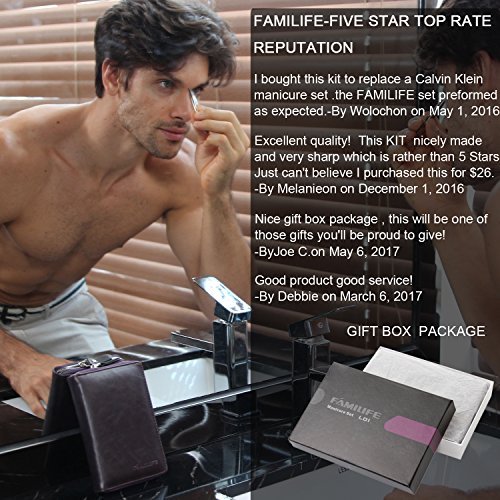 FAMILIFE-FIVE STAR TOP RATE
REPUTATION
I bought this kit to replace a Calvin Klein
manicure set .the FAMILIFE set preformed
as expected.-By Wolochon on May 1, 2016
Excellent quality!  This KIT  nicely made
and very sharp which is rather than 5 Stars
Just can't believe I purchased this for $26.
-By Melanieon on December 1, 2016
Nice gift box package , this will be one of
those gifts you'll be proud to give!
-ByJoe C.on May 6, 2017
Good product good service!
-By Debbie on March 6, 2017
GIFT BOX  PACKAGE
FAMILIFE
Manicure Set  L01